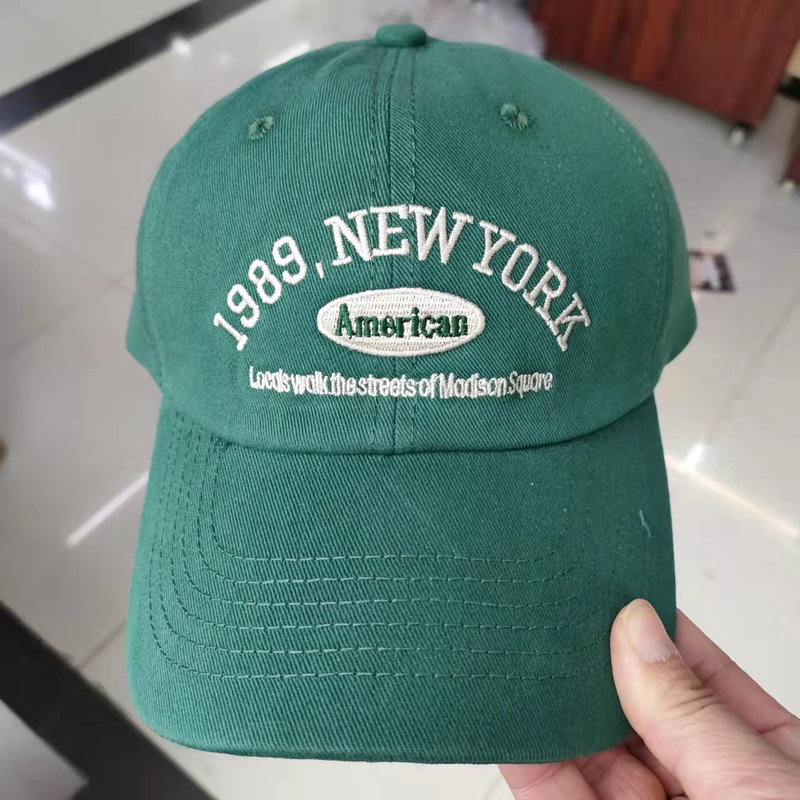 1989, NEW YORK
American
Locals walk the streets of Madison Square